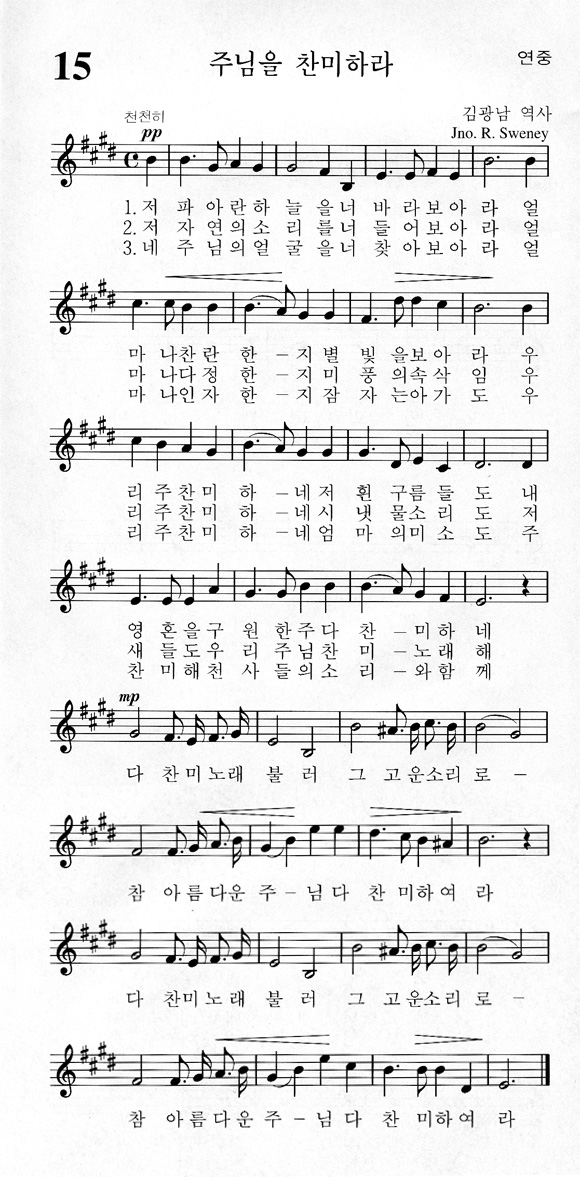 15
주님을 찬미하라
연중
천천히
김광남 역사
pp
Jno. R. Sweney
1. 저 파아란하 늘 을너 바 라보아 라 얼
2. 저 자연의소 리 를너 들 어보아 라 얼
3. 네 주님의얼 굴 을너 찾 아보아 라 얼
마 나찬란 한 – 지 별 빛 을보아 라 우
마 나다정 한 – 지 미 풍 의속삭 임 우
마 나인자 한 – 지 잠 자 는아가 도 우
리 주찬미 하 – 네저 흰 구름들 도 내
리 주찬미 하 – 네시 냇 물소리 도 저
리 주찬미 하 – 네엄 마 의미소 도 주
영 혼을구 원 한주다 찬 – 미하 네
새 들도우 리 주님찬 미 – 노래 해
찬 미해천 사 들의소 리 – 와함 께
mp
다 찬미노래 불 러 그 고운소리 로 –
참 아름다운 주 – 님다 찬 미하여 라
다 찬미노래 불 러 그 고운소리 로 –
참 아름다운 주 – 님다 찬 미하여 라